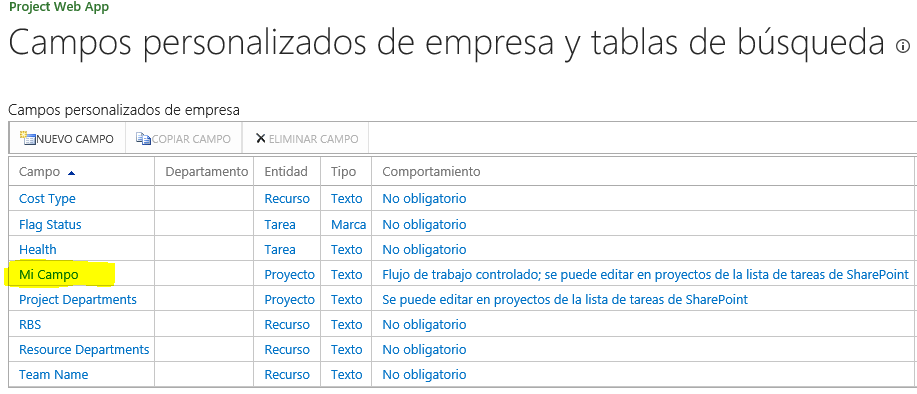 Project Web App
Campos personalizados de empresa y tablas de búsqueda
Campos personalizados de empresa
NUEVO CAMPO COPIAR CAMPO ELIMINAR CAMPO
Campo Departamento Entidad Tipo Comportamiento
Cost Type Recurso Texto No obligatorio
Flag Status Tarea Marca No obligatorio
Health Tarea Texto No obligatorio
Mi Campo Proyecto Texto Flujo de trabajo controlado; se puede editar en proyectos de la lista de tareas de SharePoint
Project Departments Proyecto Texto Se puede editar en proyectos de la lista de tareas de SharePoint
RBS Recurso Texto No obligatorio
Resource Departments Recurso Texto No obligatorio
Team Name Recurso Texto No obligatorio